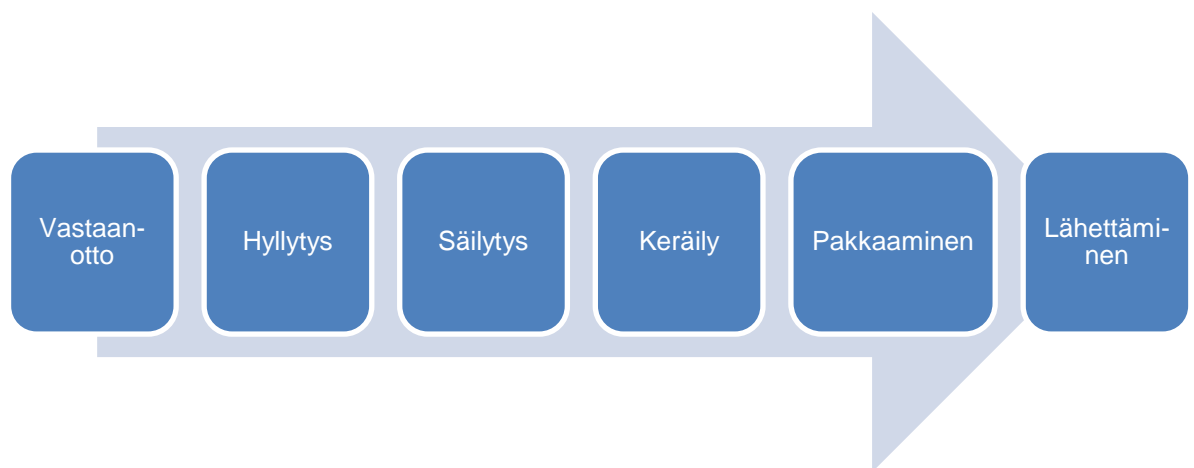 Vastaan-
otto
Hyllytys
Säilytys
Keräily
Pakkaaminen
Lähettämi-
nen